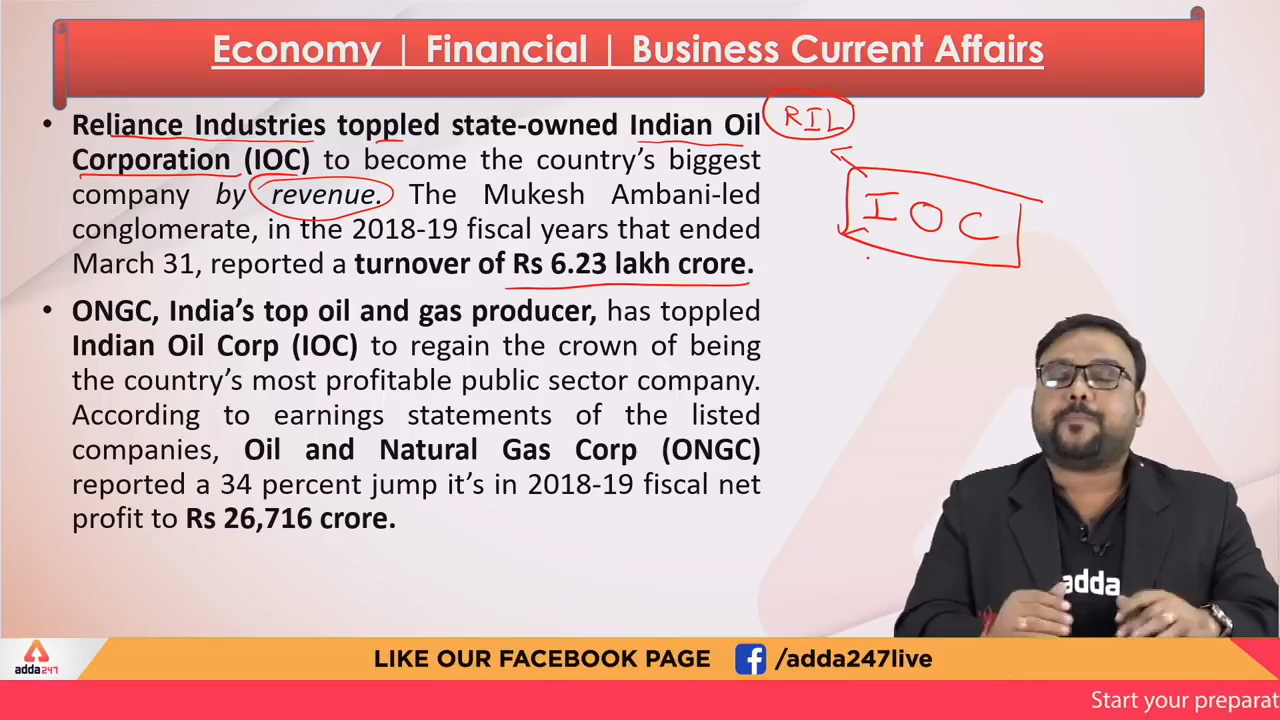 Economy | Financial | Business Current Affairs
• Reliance Industries toppled state-owned Indian Oil
Corporation (IOC) to become the country's biggest
company by revenue. The Mukesh Ambani-led
conglomerate, in the 2018-19 fiscal years that ended
March 31, reported a turnover of Rs 6.23 lakh crore.
• ONGC, India's top oil and gas producer, has toppled
Indian Oil Corp (IOC) to regain the crown of being
the country's most profitable public sector company.
According to earnings statements of the listed
companies, Oil and Natural Gas Corp (ONGC)
reported a 34 percent jump it's in 2018-19 fiscal net
profit to Rs 26,716 crore.
RIL
IOC
adda
adda247
LIKE OUR FACEBOOK PAGE f /adda247live
Start your preparat